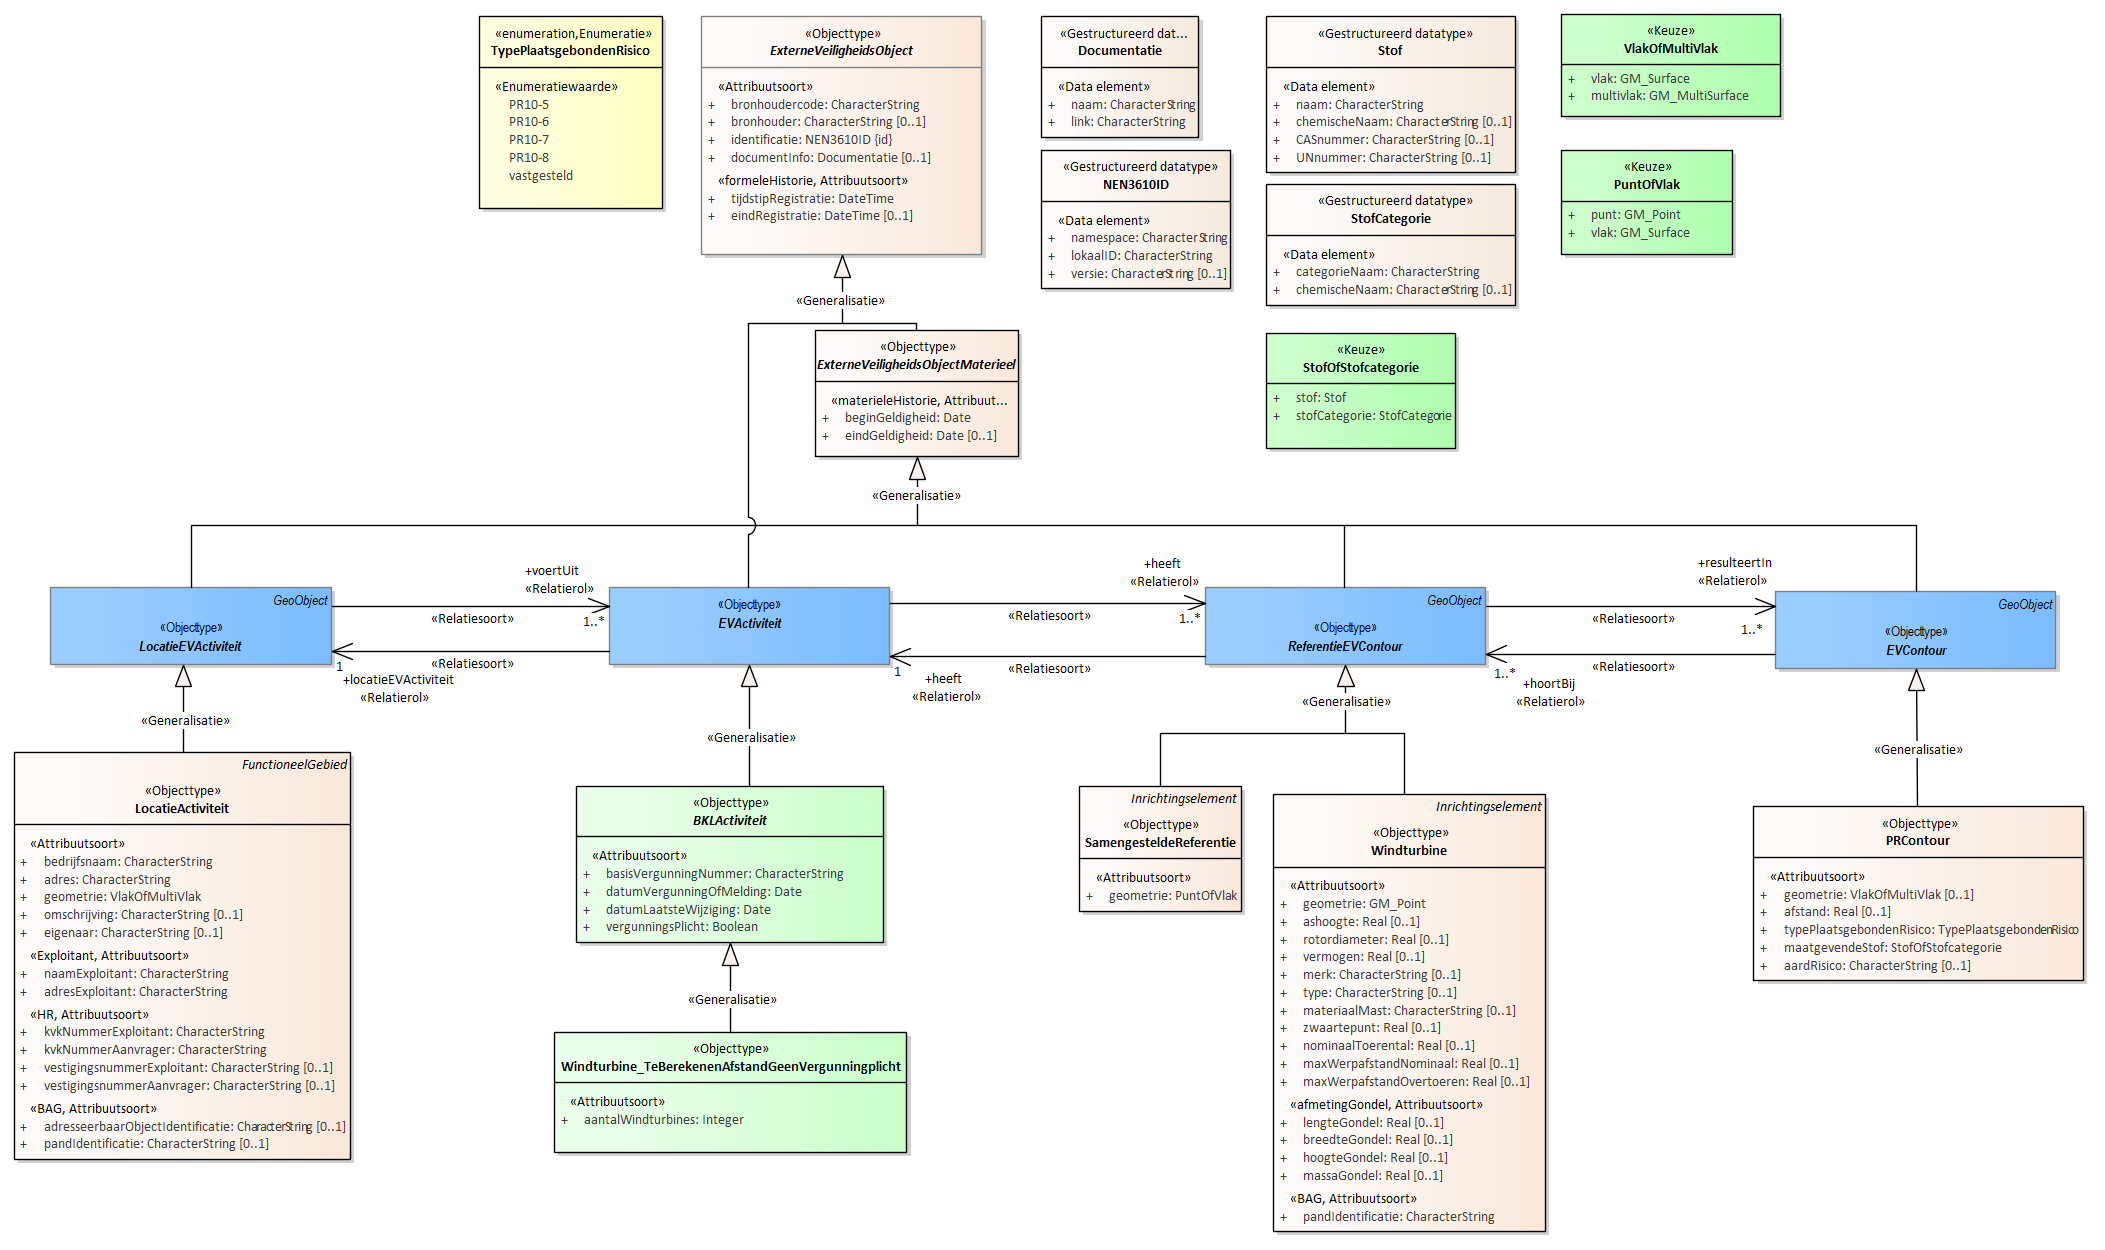 «enumeration,Enumeratie»
TypePlaatsgebondenRisico
«Enumeratiewaarde»
PR10-5
PR10-6
PR10-7
PR10-8
vastgesteld
«Objecttype»
ExterneVeiligheidsObject
«Attribuutsoort»
+ bronhoudercode: CharacterString
+ bronhouder: CharacterString [0..1]
+ identificatie: NEN3610ID {id}
+ documentInfo: Documentatie [0..1]
«formeleHistorie, Attribuutsoort»
+ tijdstipRegistratie: DateTime
+ eindRegistratie: DateTime [0..1]
«Gestructureerd dat...
Documentatie
«Data element»
+ naam: CharacterString
+ link: CharacterString
«Gestructureerd datatype»
NEN3610ID
«Data element»
+ namespace: CharacterString
+ lokaalID: CharacterString
+ versie: CharacterString [0..1]
«Gestructureerd datatype»
Stof
«Data element»
+ naam: CharacterString
+ chemischeNaam: CharacterString [0..1]
+ CASnummer: CharacterString [0..1]
+ UNnummer: CharacterString [0..1]
«Gestructureerd datatype»
StofCategorie
«Data element»
+ categorieNaam: CharacterString
+ chemischeNaam: CharacterString [0..1]
«Keuze»
StofOfStofcategorie
+ stof: Stof
+ stofCategorie: StofCategorie
«Keuze»
VlakOfMultiVlak
+ vlak: GM_Surface
+ multivlak: GM_MultiSurface
«Keuze»
PuntOfVlak
+ punt: GM_Point
+ vlak: GM_Surface
«Generalisatie»
«Objecttype»
ExterneVeiligheidsObjectMaterieel
«materieleHistorie, Attribuut...
+ beginGeldigheid: Date
+ eindGeldigheid: Date [0..1]
«Generalisatie»
GeoObject
«Objecttype»
LocatieEVActiviteit
+voertUit
«Relatierol»
1..*
«Relatiesoort»
«Relatiesoort»
1
+locatieEVActiviteit
«Relatierol»
«Objecttype»
EVActiviteit
+heeft
«Relatierol»
1..*
«Relatiesoort»
«Relatiesoort»
1
+heeft
«Relatierol»
GeoObject
«Objecttype»
ReferentieEVContour
+resulteertIn
«Relatierol»
1..*
«Relatiesoort»
«Relatiesoort»
1..*
+hoortBij
«Relatierol»
GeoObject
«Objecttype»
EVContour
«Generalisatie»
«Generalisatie»
«Generalisatie»
«Generalisatie»
FunctioneelGebied
«Objecttype»
LocatieActiviteit
«Attribuutsoort»
+ bedrijfsnaam: CharacterString
+ adres: CharacterString
+ geometrie: VlakOfMultiVlak
+ omschrijving: CharacterString [0..1]
+ eigenaar: CharacterString [0..1]
«Exploitant, Attribuutsoort»
+ naamExploitant: CharacterString
+ adresExploitant: CharacterString
«HR, Attribuutsoort»
+ kvkNummerExploitant: CharacterString
+ kvkNummerAanvrager: CharacterString
+ vestigingsnummerExploitant: CharacterString [0..1]
+ vestigingsnummerAanvrager: CharacterString [0..1]
«BAG, Attribuutsoort»
+ adresseerbaarObjectIdentificatie: CharacterString [0..1]
+ pandIdentificatie: CharacterString [0..1]
«Objecttype»
BKLActiviteit
«Attribuutsoort»
+ basisVergunningNummer: CharacterString
+ datumVergunningOfMelding: Date
+ datumLaatsteWijziging: Date
+ vergunningsPlicht: Boolean
«Generalisatie»
«Objecttype»
Windturbine_TeBerekenenAfstandGeenVergunningplicht
«Attribuutsoort»
+ aantalWindturbines: Integer
Inrichtingselement
«Objecttype»
SamengesteldeReferentie
«Attribuutsoort»
+ geometrie: PuntOfVlak
Inrichtingselement
«Objecttype»
Windturbine
«Attribuutsoort»
+ geometrie: GM_Point
+ ashoogte: Real [0..1]
+ rotordiameter: Real [0..1]
+ vermogen: Real [0..1]
+ merk: CharacterString [0..1]
+ type: CharacterString [0..1]
+ materiaalMast: CharacterString [0..1]
+ zwaartepunt: Real [0..1]
+ nominaalToerental: Real [0..1]
+ maxWerpafstandNominaal: Real [0..1]
+ maxWerpafstandOvertoeren: Real [0..1]
«afmetingGondel, Attribuutsoort»
+ lengteGondel: Real [0..1]
+ breedteGondel: Real [0..1]
+ hoogteGondel: Real [0..1]
+ massaGondel: Real [0..1]
«BAG, Attribuutsoort»
+ pandIdentificatie: CharacterString
«Objecttype»
PRContour
«Attribuutsoort»
+ geometrie: VlakOfMultiVlak [0..1]
+ afstand: Real [0..1]
+ typePlaatsgebondenRisico: TypePlaatsgebondenRisico
+ maatgevendeStof: StofOfStofcategorie
+ aardRisico: CharacterString [0..1]